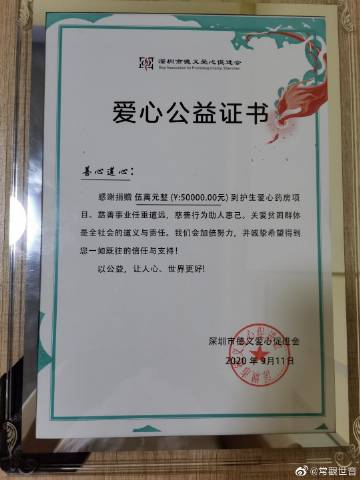 深圳市德义爱心促进会
爱心公益证书
善心道心：
感谢捐赠 伍萬元整 (Y:50000.00元) 到护生爱心药房项
目。慈善事业任重道远，慈善行为助人惠己。关爱贫困群体
是全社会的道义与责任。我们会加倍努力，并诚挚希望得到
您一如既往的信任与支持！
以公益，让人心、世界更好！
深圳市德义爱心促进会
2020 年 9月11日
@常觀世音